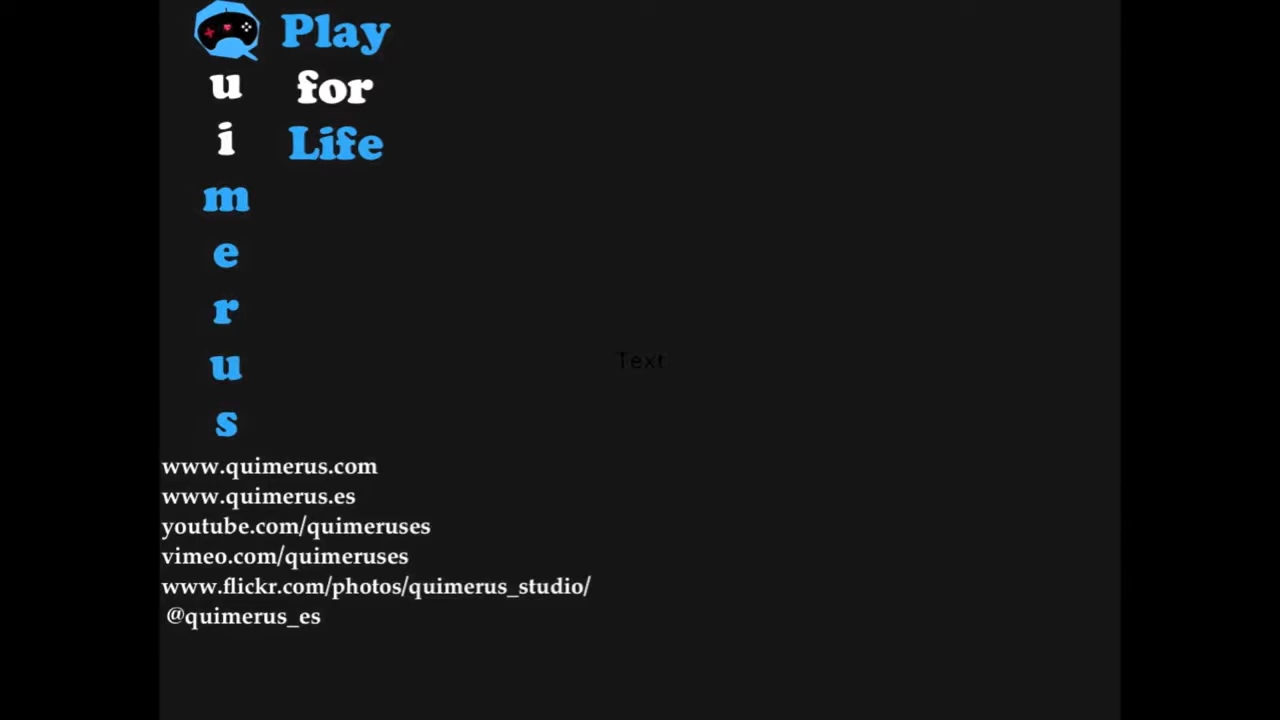 Play
for
Life
u
i
m
e
r
u
s
Text
www.quimerus.com
www.quimerus.es
youtube.com/quimeruses
vimeo.com/quimeruses
www.flickr.com/photos/quimerus_studio/
@quimerus_es